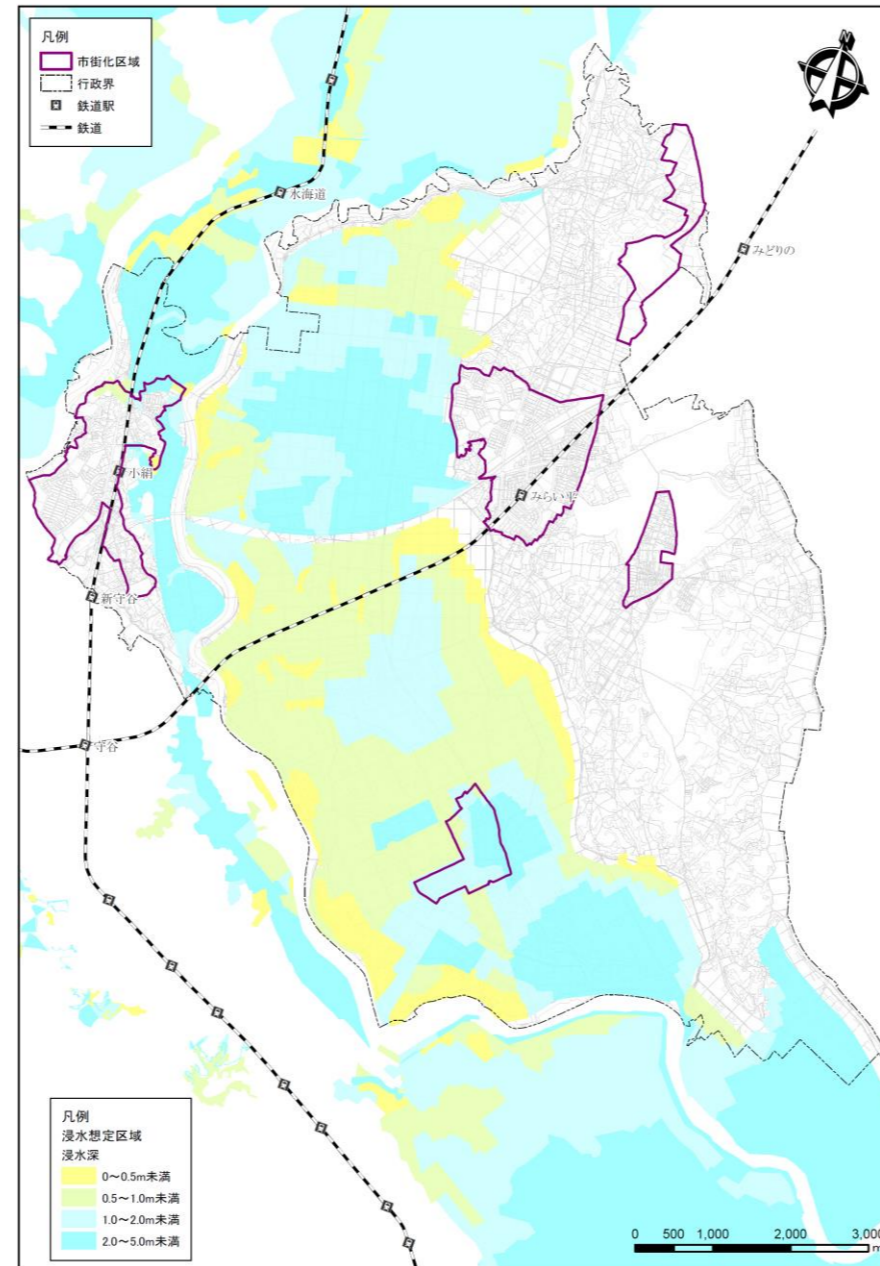 凡例
市街化区域
行政界
鉄道駅
鉄道
N
水海道
みどりの
小絹
みらい平
新守谷
守谷
凡例
浸水想定区域
浸水深
0～0.5m未満
0.5～1.0m未満
1.0～2.0m未満
2.0～5.0m未満
0 500 1,000 2,000 3,000
m